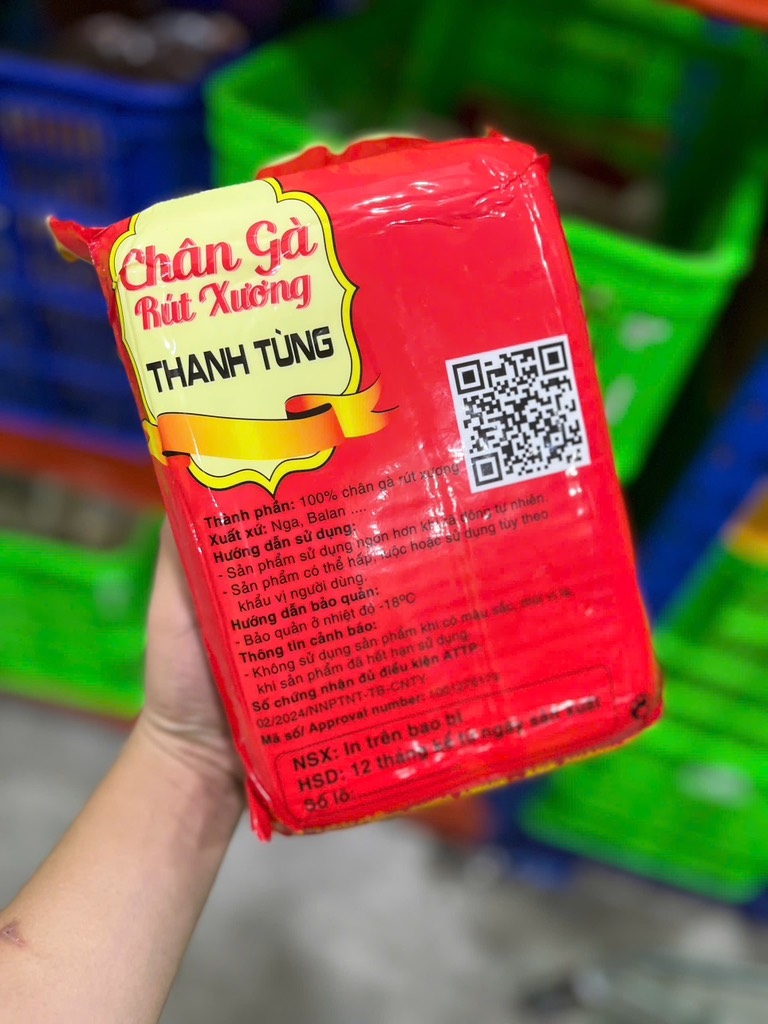 Chân Gà
Rút Xương
THANH TÙNG
Thành phần: 100% chân gà rút xương
Xuất xứ: Nga, Balan ....
Hướng dẫn sử dụng:
- Sản phẩm sử dụng ngon hơn khi rã đông tự nhiên.
- Sản phẩm có thể hấp, luộc hoặc sử dụng tùy theo
khẩu vị người dùng.
Hướng dẫn bảo quản:
- Bảo quản ở nhiệt độ -18ºC
Thông tin cảnh báo:
- Không sử dụng sản phẩm khi có màu sắc, mùi vị lạ,
khi sản phẩm đã hết hạn sử dụng.
Số chứng nhận đủ điều kiện ATTP
02/2024/NNPTNT-TB-CNTY
Mã số/ Approval number:
NSX: In trên bao bì
HSD: 12 tháng kể từ ngày sản xuất
Số lô: